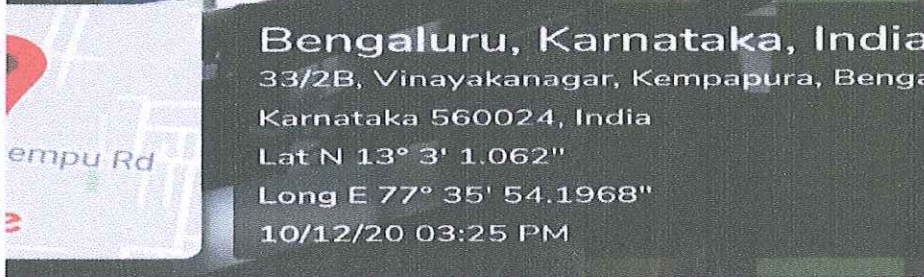 Bengaluru, Karnataka, India
33/2B, Vinayakanagar, Kempapura, Benga
Karnataka 560024, India
Lat N 13° 3' 1.062"
Long E 77° 35' 54.1968"
10/12/20 03:25 PM
empu Rd
e